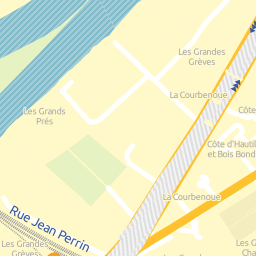 Les Grandes
Grèves
La Courbenoue
Les Grands
Prés
Côte
Côte d'Hautil
et Bois Bond
La Courbenoue
Rue Jean Perrin
Les Grandes
Grèves
Les Gran
Cha